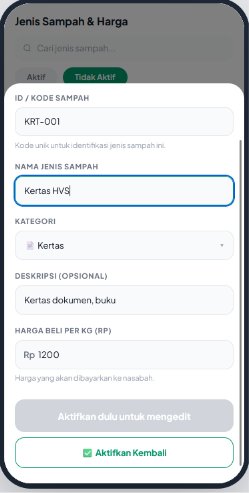 Jenis Sampah & Harga
Cari jenis sampah...
Aktif
Tidak Aktif
ID / KODE SAMPAH
KRT-001
Kode unik untuk identifikasi jenis sampah ini.
NAMA JENIS SAMPAH
Kertas HVS
KATEGORI
Kertas
DESKRIPSI (OPSIONAL)
Kertas dokumen, buku
HARGA BELI PER KG (RP)
Rp 1200
Harga yang akan dibayarkan ke nasabah.
Aktifkan dulu untuk mengedit
Aktifkan Kembali